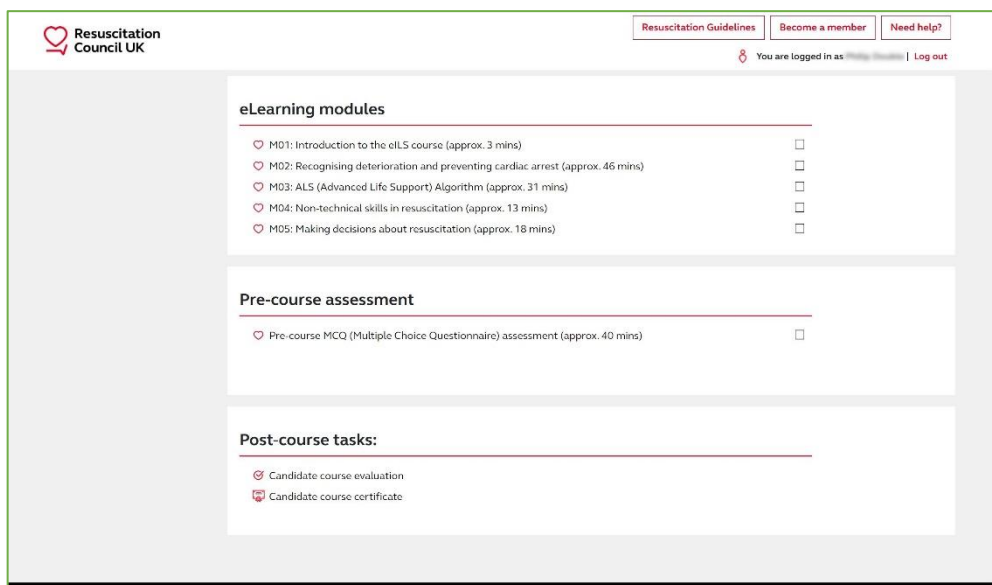 Resuscitation
Council UK
Resuscitation Guidelines
Become a member
Need help?
You are logged in as | Log out
eLearning modules
M01: Introduction to the eILS course (approx. 3 mins)
M02: Recognising deterioration and preventing cardiac arrest (approx. 46 mins)
M03: ALS (Advanced Life Support) Algorithm (approx. 31 mins)
M04: Non-technical skills in resuscitation (approx. 13 mins)
M05: Making decisions about resuscitation (approx. 18 mins)
Pre-course assessment
Pre-course MCQ (Multiple Choice Questionnaire) assessment (approx. 40 mins)
Post-course tasks:
Candidate course evaluation
Candidate course certificate